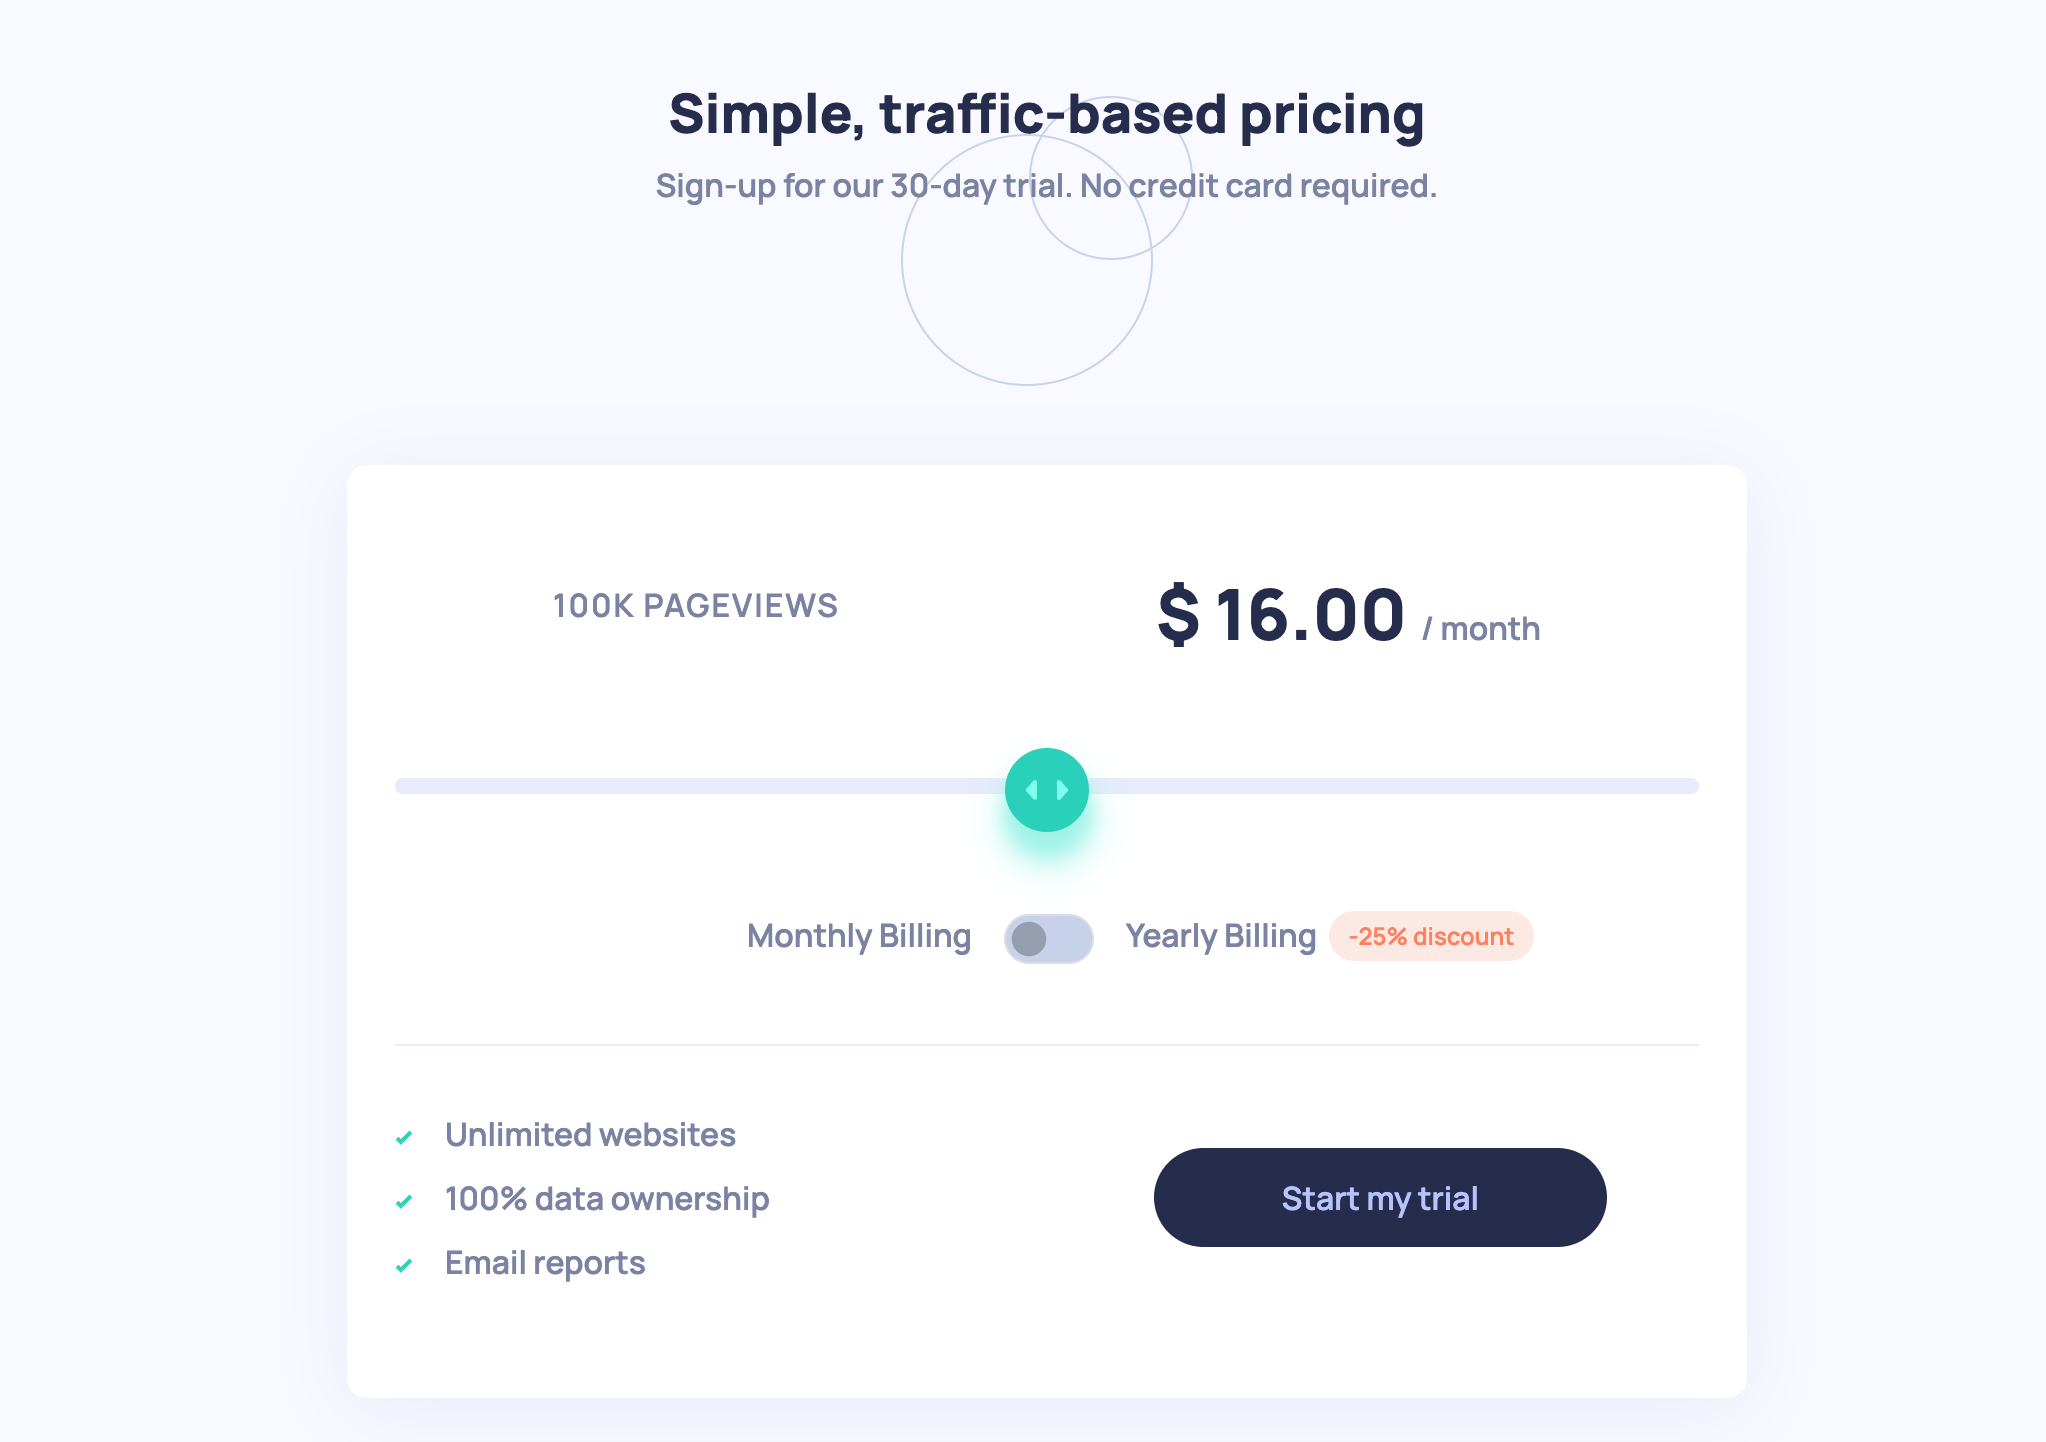 Simple, traffic-based pricing
Sign-up for our 30-day trial. No credit card required.
100K PAGEVIEWS
$ 16.00 / month
Monthly Billing
Yearly Billing -25% discount
Unlimited websites
100% data ownership
Email reports
Start my trial